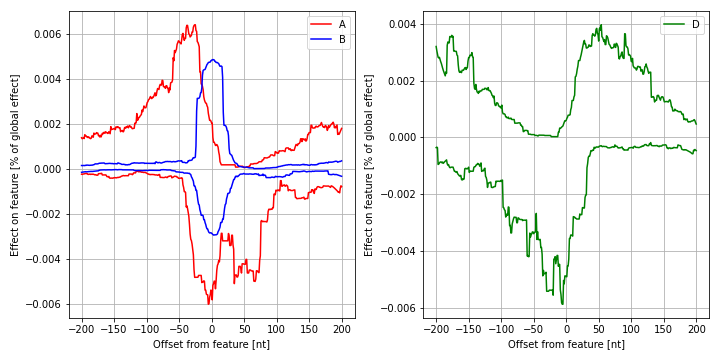 A
B
0.006
0.004
0.002
0.000
−0.002
−0.004
−0.006
Effect on feature [% of global effect]
−200 −150 −100 −50 0 50 100 150 200
Offset from feature [nt]
D
0.004
0.002
0.000
−0.002
−0.004
−0.006
Effect on feature [% of global effect]
−200 −150 −100 −50 0 50 100 150 200
Offset from feature [nt]